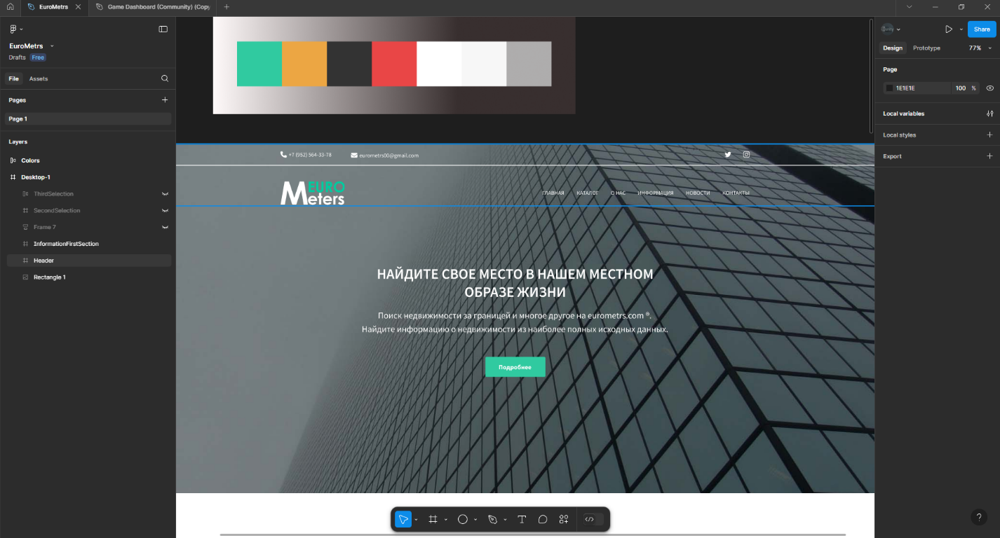 EuroMetrs
Game Dashboard (Community) (Copy
EuroMetrs
Drafts Free
File Assets
Pages
Page 1
Layers
Colors
Desktop-1
ThirdSelection
SecondSelection
Frame 7
InformationFirstSection
Header
Rectangle 1
+7 (952) 564-33-78 eurometrs00@gmail.com
EURO
Meters
ГЛАВНАЯ КАТАЛОГ О НАС ИНФОРМАЦИЯ НОВОСТИ КОНТАКТЫ
НАЙДИТЕ СВОЕ МЕСТО В НАШЕМ МЕСТНОМ
ОБРАЗЕ ЖИЗНИ
Поиск недвижимости за границей и многое другое на eurometrs.com ®.
Найдите информацию о недвижимости из наиболее полных исходных данных.
Подробнее
Share
Design Prototype 77%
Page
1E1E1E 100 %
Local variables
Local styles
Export